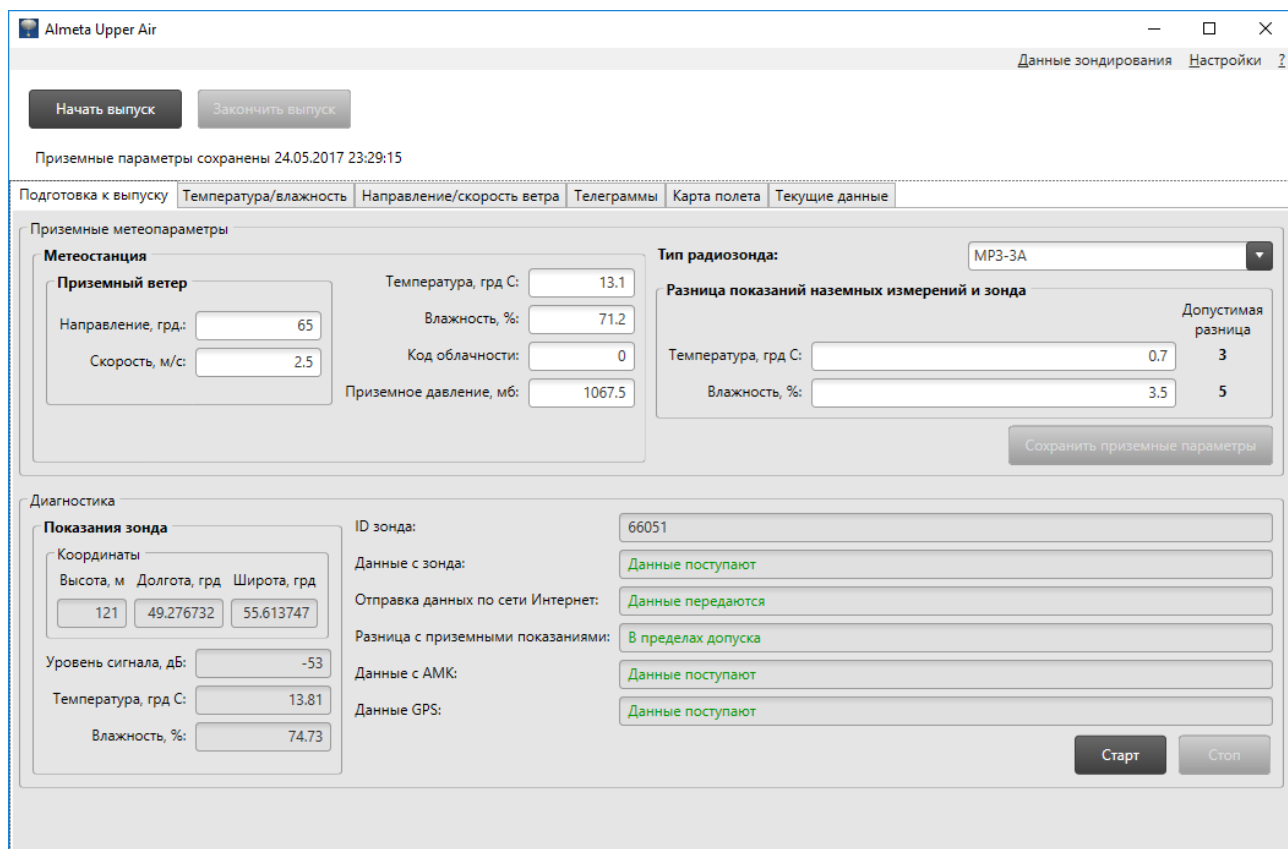 Almeta Upper Air
Данные зондирования Настройки ?
Начать выпуск Закончить выпуск
Приземные параметры сохранены 24.05.2017 23:29:15
Подготовка к выпуску Температура/влажность Направление/скорость ветра Телеграммы Карта полета Текущие данные
Приземные метеопараметры
Метеостанция
Приземный ветер
Направление, грд.: 65
Скорость, м/с: 2.5
Температура, грд С: 13.1
Влажность, %: 71.2
Код облачности: 0
Приземное давление, мб: 1067.5
Тип радиозонда: МРЗ-3А
Разница показаний наземных измерений и зонда
Допустимая
разница
Температура, грд С: 0.7 3
Влажность, %: 3.5 5
Сохранить приземные параметры
Диагностика
Показания зонда
Координаты
Высота, м Долгота, грд Широта, грд
121 49.276732 55.613747
Уровень сигнала, дБ: -53
Температура, грд С: 13.81
Влажность, %: 74.73
ID зонда: 66051
Данные с зонда: Данные поступают
Отправка данных по сети Интернет: Данные передаются
Разница с приземными показаниями: В пределах допуска
Данные с АМК: Данные поступают
Данные GPS: Данные поступают
Старт Стоп